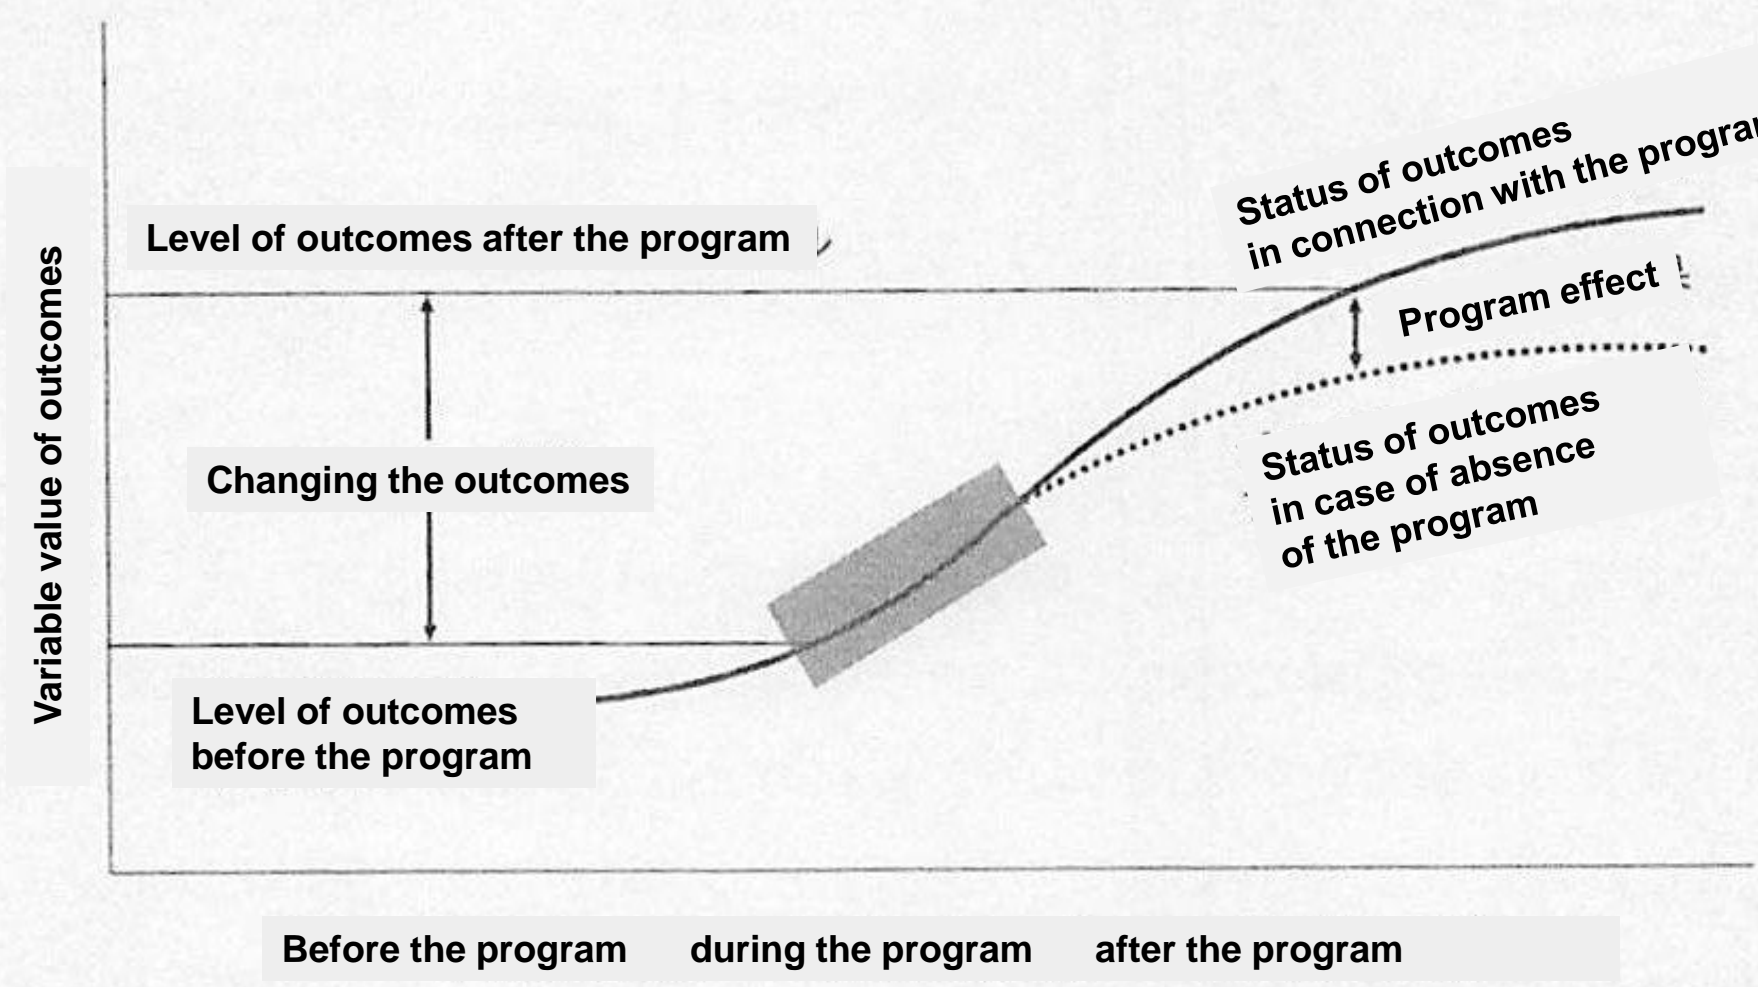 Variable value of outcomes
Level of outcomes after the program
Changing the outcomes
Level of outcomes
before the program
Status of outcomes
in connection with the
Program effect
Status of outcomes
in case of absence
of the program
Before the program during the program after the program